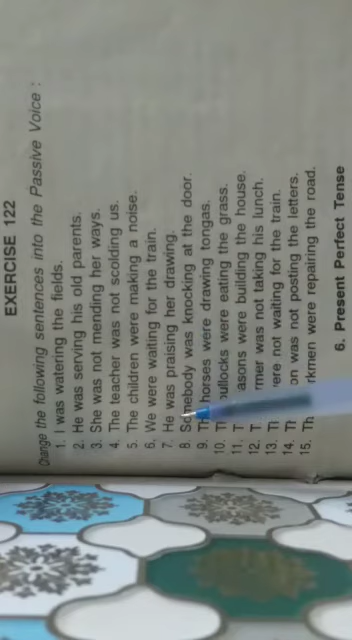 EXERCISE 122
Change the following sentences into the Passive Voice :
1. I was watering the fields.
2. He was serving his old parents.
3. She was not mending her ways.
4. The teacher was not scolding us.
5. The children were making a noise.
6. We were waiting for the train.
7. He was praising her drawing.
8. Somebody was knocking at the door.
9. Th horses were drawing tongas.
10. Th ullocks were eating the grass.
11. T asons were building the house.
12. T rmer was not taking his lunch.
13. Th ere not waiting for the train.
14. Th on was not posting the letters.
15. Th rkmen were repairing the road.
6. Present Perfect Tense